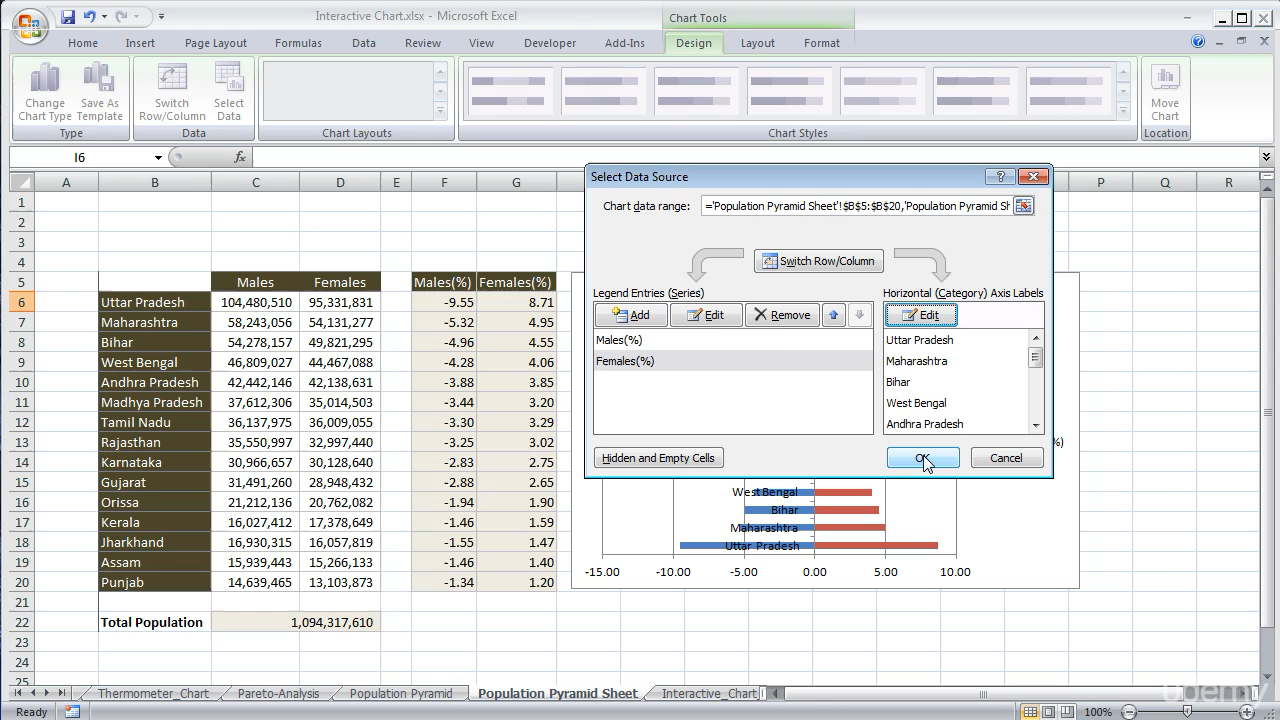 Interactive Chart.xlsx - Microsoft Excel
Chart Tools
Home Insert Page Layout Formulas Data Review View Developer Add-Ins Design Layout Format
Change Chart Type
Save As Template
Switch Row/Column
Select Data
Move Chart
Type Data Chart Layouts Chart Styles Location
I6 fx
A B C D E F G P Q R
Select Data Source
Chart data range: ='Population Pyramid Sheet'!$B$5:$B$20,'Population Pyramid Sh
Switch Row/Column
Legend Entries (Series)
Add Edit Remove
Males(%)
Females(%)
Horizontal (Category) Axis Labels
Edit
Uttar Pradesh
Maharashtra
Bihar
West Bengal
Andhra Pradesh
Hidden and Empty Cells OK Cancel
1
2
3
4
5 Males Females Males(%) Females(%)
6 Uttar Pradesh 104,480,510 95,331,831 -9.55 8.71
7 Maharashtra 58,243,056 54,131,277 -5.32 4.95
8 Bihar 54,278,157 49,821,295 -4.96 4.55
9 West Bengal 46,809,027 44,467,088 -4.28 4.06
10 Andhra Pradesh 42,442,146 42,138,631 -3.88 3.85
11 Madhya Pradesh 37,612,306 35,014,503 -3.44 3.20
12 Tamil Nadu 36,137,975 36,009,055 -3.30 3.29
13 Rajasthan 35,550,997 32,997,440 -3.25 3.02
14 Karnataka 30,966,657 30,128,640 -2.83 2.75
15 Gujarat 31,491,260 28,948,432 -2.88 2.65
16 Orissa 21,212,136 20,762,082 -1.94 1.90
17 Kerala 16,027,412 17,378,649 -1.46 1.59
18 Jharkhand 16,930,315 16,057,819 -1.55 1.47
19 Assam 15,939,443 15,266,133 -1.46 1.40
20 Punjab 14,639,465 13,103,873 -1.34 1.20
21
22 Total Population 1,094,317,610
23
24
25
%)
West Bengal
Bihar
Maharashtra
Uttar Pradesh
-15.00 -10.00 -5.00 0.00 5.00 10.00
Thermometer_Chart Pareto-Analysis Population Pyramid Population Pyramid Sheet Interactive_Chart
udemy
Ready 100%